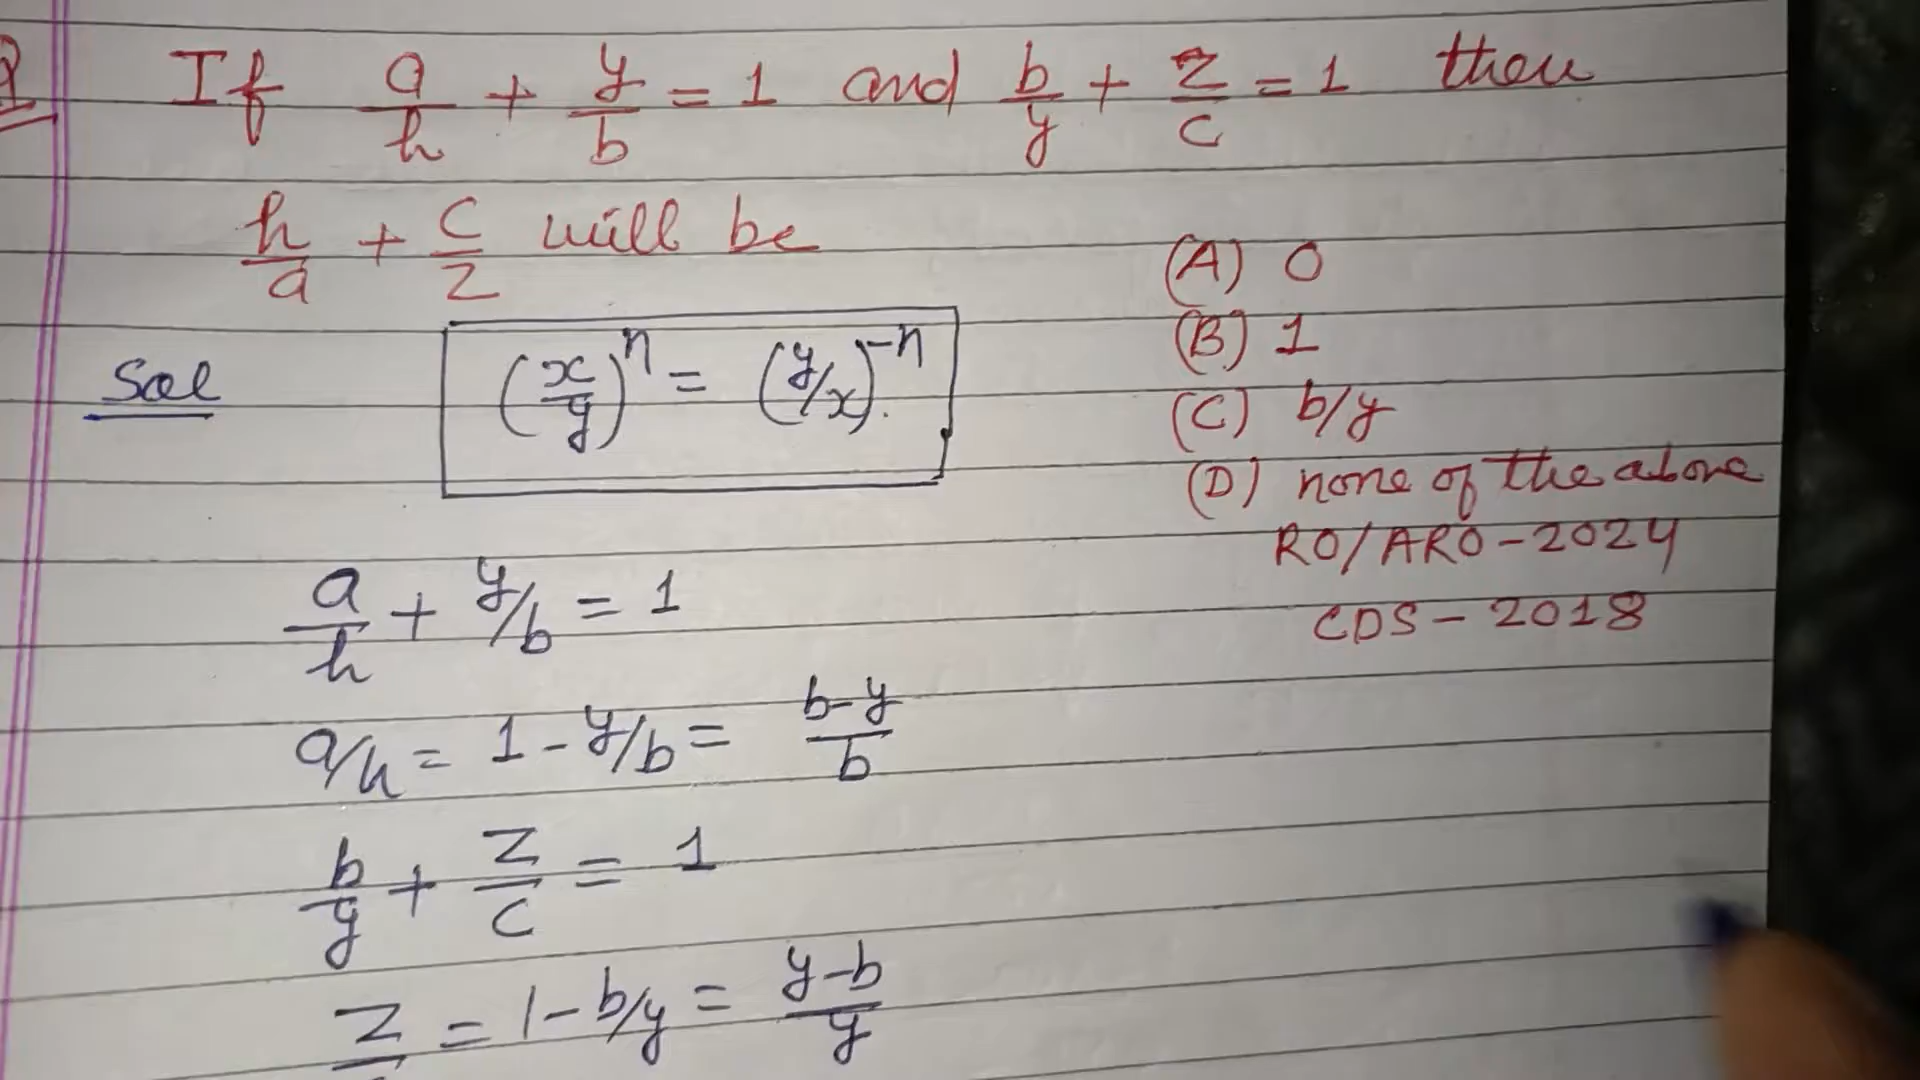 Q If a/h + y/b = 1 and b/y + z/c = 1 then
h/a + c/z will be
(A) 0
(B) 1
(C) b/y
(D) none of the above
RO/ARO-2024
CDS-2018
Sol
(x/y)^n = (y/x)^-n.
a/h + y/b = 1
a/h = 1 - y/b = b-y/b
b/y + z/c = 1
z = 1 - b/y = y-b/y